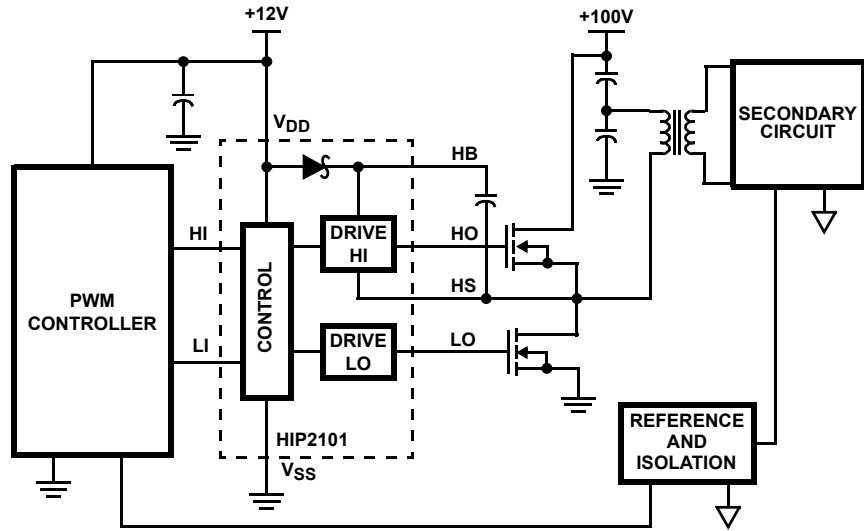 +12V
+100V
SECONDARY
CIRCUIT
VDD
HB
HI
DRIVE
HI
HO
PWM
CONTROLLER
CONTROL
HS
LI
DRIVE
LO
LO
HIP2101
VSS
REFERENCE
AND
ISOLATION